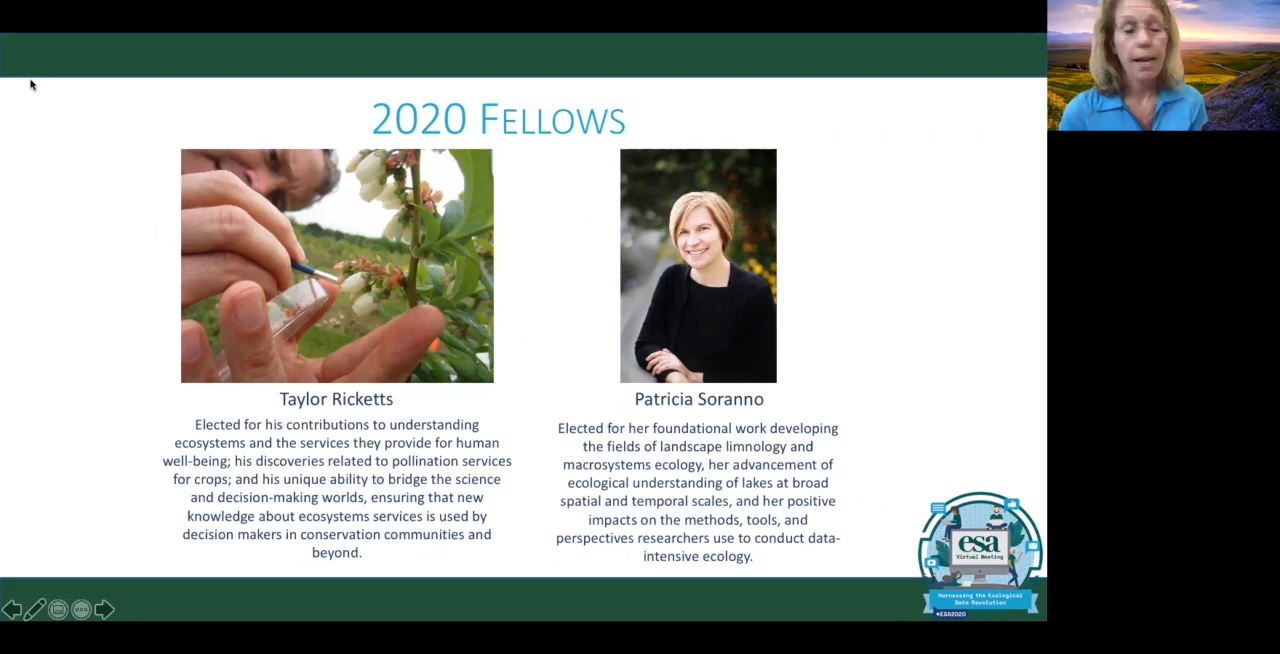 2020 FELLOWS
Taylor Ricketts
Elected for his contributions to understanding
ecosystems and the services they provide for human
well-being; his discoveries related to pollination services
for crops; and his unique ability to bridge the science
and decision-making worlds, ensuring that new
knowledge about ecosystems services is used by
decision makers in conservation communities and
beyond.
Patricia Soranno
Elected for her foundational work developing
the fields of landscape limnology and
macrosystems ecology, her advancement of
ecological understanding of lakes at broad
spatial and temporal scales, and her positive
impacts on the methods, tools, and
perspectives researchers use to conduct data-
intensive ecology.
esa
Virtual Meeting
Harnessing the Ecological
Data Revolution
#ESA2020